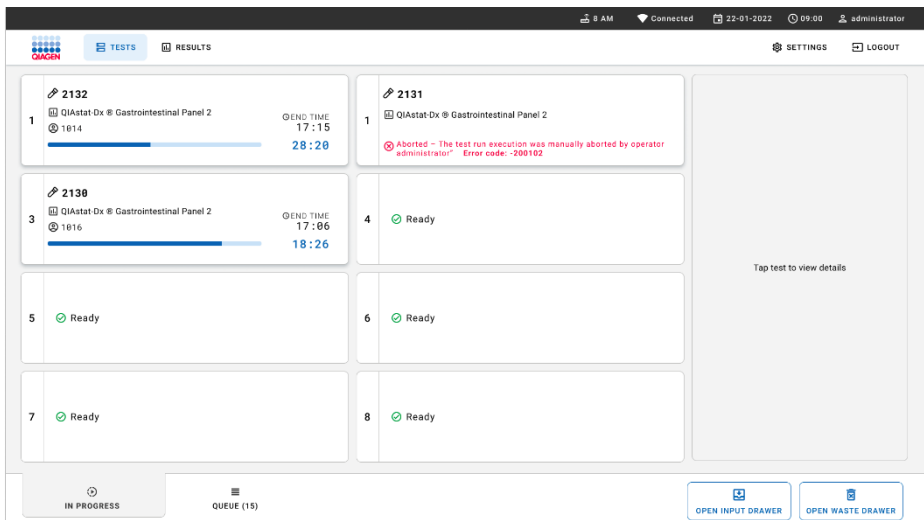 8 AM Connected 22-01-2022 09:00 administrator
QIAGEN TESTS RESULTS SETTINGS LOGOUT
1
2132
QIAstat-Dx ® Gastrointestinal Panel 2
1014
END TIME
17:15
28:20
1
2131
QIAstat-Dx ® Gastrointestinal Panel 2
Aborted – The test run execution was manually aborted by operator
administrator" Error code: -200102
3
2130
QIAstat-Dx ® Gastrointestinal Panel 2
1016
END TIME
17:06
18:26
4 Ready
Tap test to view details
5 Ready
6 Ready
7 Ready
8 Ready
IN PROGRESS
QUEUE (15)
OPEN INPUT DRAWER
OPEN WASTE DRAWER